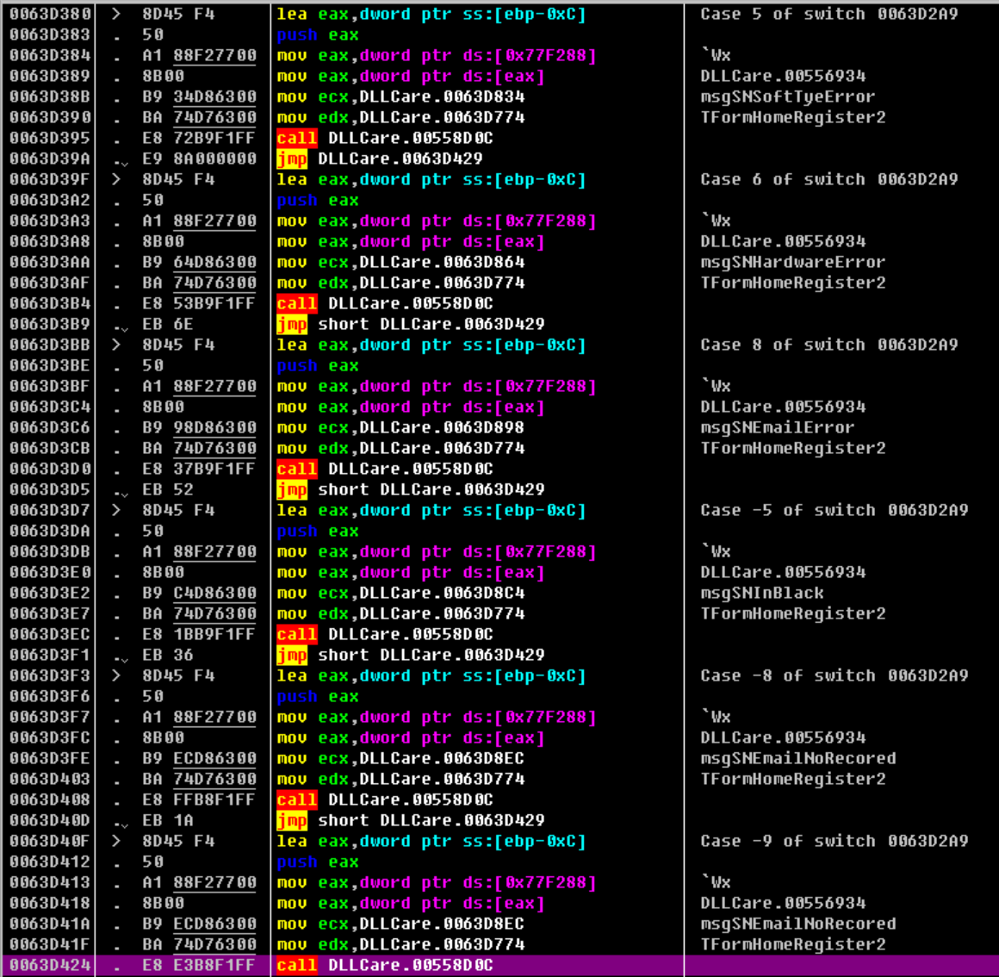 0063D380 > 8D45 F4 lea eax,dword ptr ss:[ebp-0xC] Case 5 of switch 0063D2A9
0063D383 . 50 push eax
0063D384 . A1 88F27700 mov eax,dword ptr ds:[0x77F288] `Wx
0063D389 . 8B00 mov eax,dword ptr ds:[eax] DLLCare.00556934
0063D38B . B9 34D86300 mov ecx,DLLCare.0063D834 msgSNSoftTyeError
0063D390 . BA 74D76300 mov edx,DLLCare.0063D774 TFormHomeRegister2
0063D395 . E8 72B9F1FF call DLLCare.00558D0C
0063D39A .⌄ E9 8A000000 jmp DLLCare.0063D429
0063D39F > 8D45 F4 lea eax,dword ptr ss:[ebp-0xC] Case 6 of switch 0063D2A9
0063D3A2 . 50 push eax
0063D3A3 . A1 88F27700 mov eax,dword ptr ds:[0x77F288] `Wx
0063D3A8 . 8B00 mov eax,dword ptr ds:[eax] DLLCare.00556934
0063D3AA . B9 64D86300 mov ecx,DLLCare.0063D864 msgSNHardwareError
0063D3AF . BA 74D76300 mov edx,DLLCare.0063D774 TFormHomeRegister2
0063D3B4 . E8 53B9F1FF call DLLCare.00558D0C
0063D3B9 .⌄ EB 6E jmp short DLLCare.0063D429
0063D3BB > 8D45 F4 lea eax,dword ptr ss:[ebp-0xC] Case 8 of switch 0063D2A9
0063D3BE . 50 push eax
0063D3BF . A1 88F27700 mov eax,dword ptr ds:[0x77F288] `Wx
0063D3C4 . 8B00 mov eax,dword ptr ds:[eax] DLLCare.00556934
0063D3C6 . B9 98D86300 mov ecx,DLLCare.0063D898 msgSNEmailError
0063D3CB . BA 74D76300 mov edx,DLLCare.0063D774 TFormHomeRegister2
0063D3D0 . E8 37B9F1FF call DLLCare.00558D0C
0063D3D5 .⌄ EB 52 jmp short DLLCare.0063D429
0063D3D7 > 8D45 F4 lea eax,dword ptr ss:[ebp-0xC] Case -5 of switch 0063D2A9
0063D3DA . 50 push eax
0063D3DB . A1 88F27700 mov eax,dword ptr ds:[0x77F288] `Wx
0063D3E0 . 8B00 mov eax,dword ptr ds:[eax] DLLCare.00556934
0063D3E2 . B9 C4D86300 mov ecx,DLLCare.0063D8C4 msgSNInBlack
0063D3E7 . BA 74D76300 mov edx,DLLCare.0063D774 TFormHomeRegister2
0063D3EC . E8 1BB9F1FF call DLLCare.00558D0C
0063D3F1 .⌄ EB 36 jmp short DLLCare.0063D429
0063D3F3 > 8D45 F4 lea eax,dword ptr ss:[ebp-0xC] Case -8 of switch 0063D2A9
0063D3F6 . 50 push eax
0063D3F7 . A1 88F27700 mov eax,dword ptr ds:[0x77F288] `Wx
0063D3FC . 8B00 mov eax,dword ptr ds:[eax] DLLCare.00556934
0063D3FE . B9 ECD86300 mov ecx,DLLCare.0063D8EC msgSNEmailNoRecored
0063D403 . BA 74D76300 mov edx,DLLCare.0063D774 TFormHomeRegister2
0063D408 . E8 FFB8F1FF call DLLCare.00558D0C
0063D40D .⌄ EB 1A jmp short DLLCare.0063D429
0063D40F > 8D45 F4 lea eax,dword ptr ss:[ebp-0xC] Case -9 of switch 0063D2A9
0063D412 . 50 push eax
0063D413 . A1 88F27700 mov eax,dword ptr ds:[0x77F288] `Wx
0063D418 . 8B00 mov eax,dword ptr ds:[eax] DLLCare.00556934
0063D41A . B9 ECD86300 mov ecx,DLLCare.0063D8EC msgSNEmailNoRecored
0063D41F . BA 74D76300 mov edx,DLLCare.0063D774 TFormHomeRegister2
0063D424 . E8 E3B8F1FF call DLLCare.00558D0C